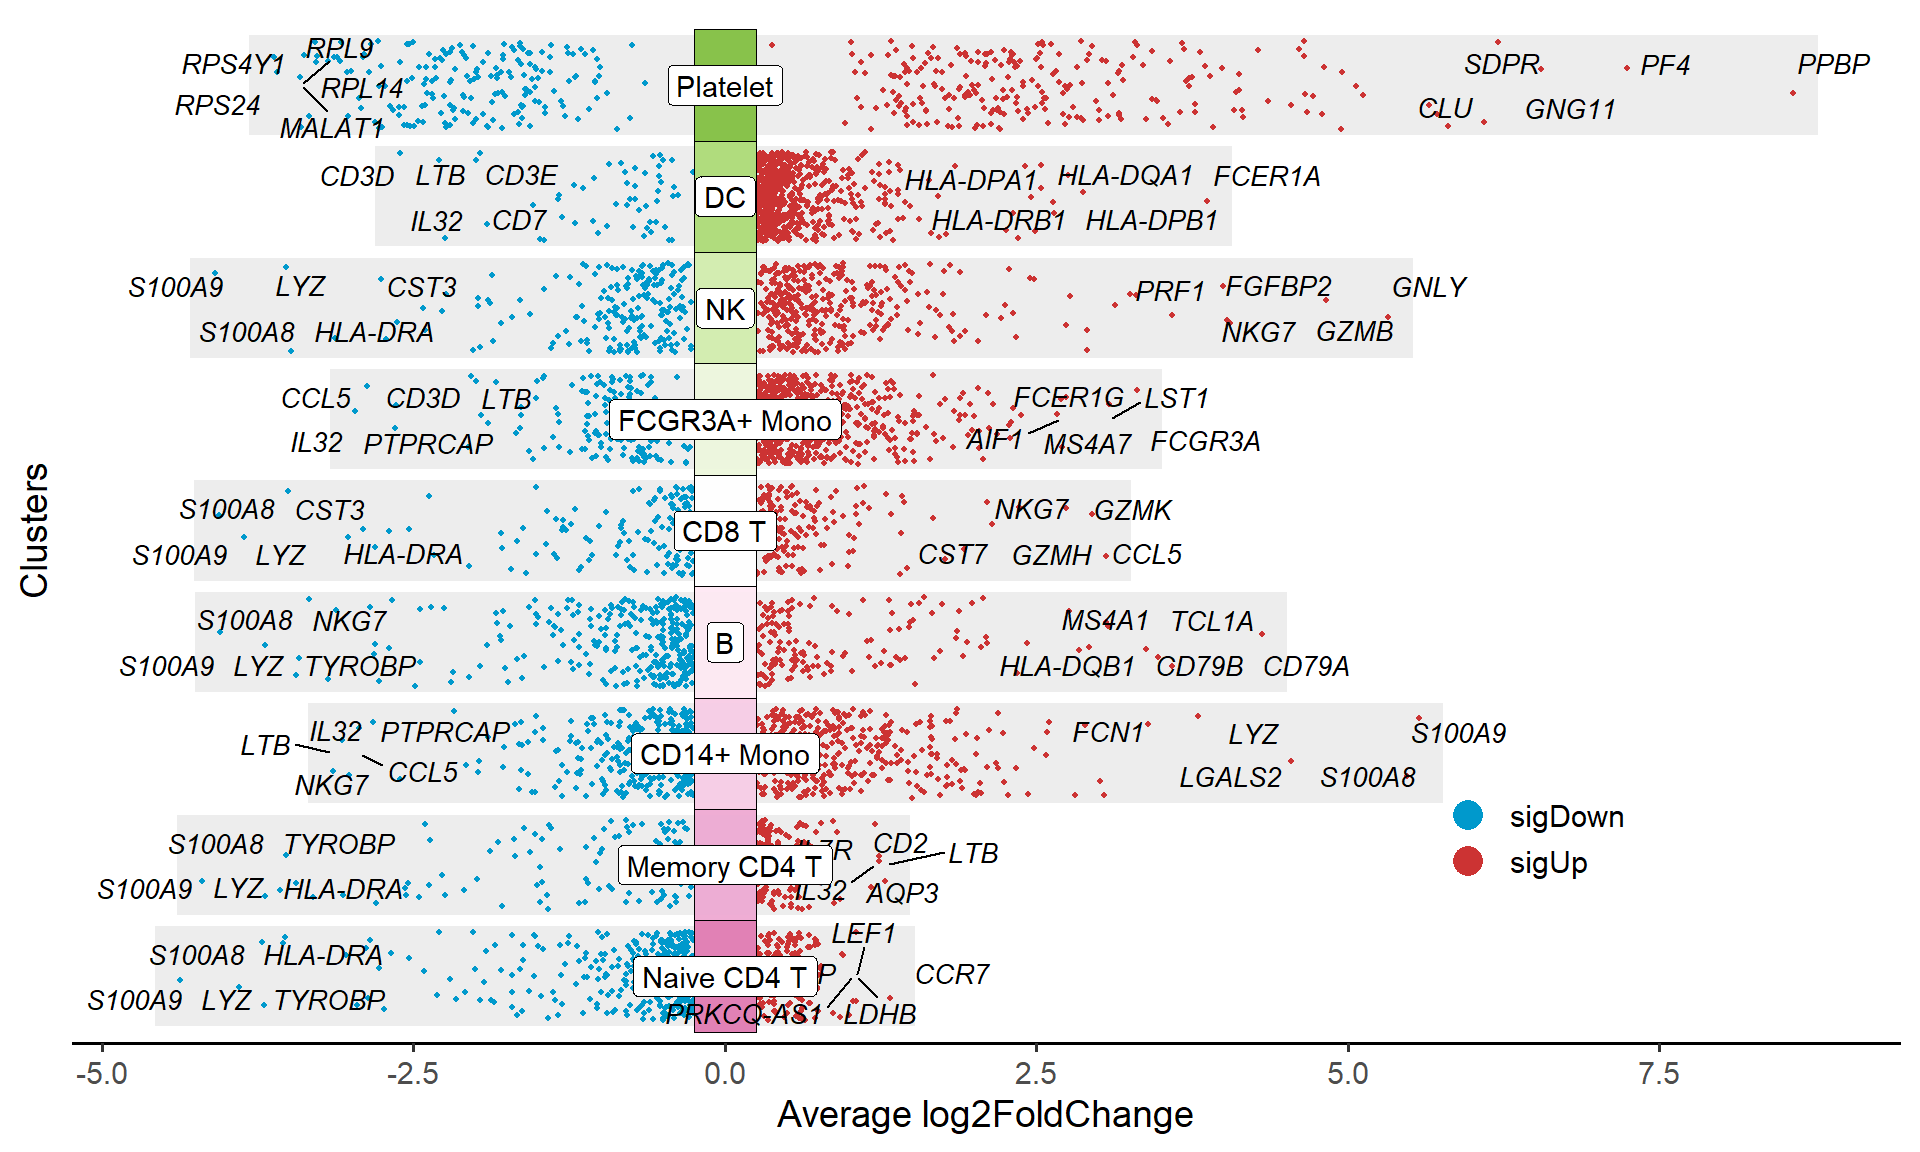 RPL9
RPS4Y1
RPL14
RPS24
MALAT1
Platelet
SDPR
PF4
PPBP
CLU
GNG11
CD3D
LTB
CD3E
IL32
CD7
DC
HLA-DPA1
HLA-DQA1
FCER1A
HLA-DRB1
HLA-DPB1
S100A9
LYZ
CST3
S100A8
HLA-DRA
NK
PRF1
FGFBP2
GNLY
NKG7
GZMB
CCL5
CD3D
LTB
IL32
PTPRCAP
FCGR3A+ Mono
FCER1G
LST1
AIF1
MS4A7
FCGR3A
S100A8
CST3
S100A9
LYZ
HLA-DRA
CD8 T
NKG7
GZMK
CST7
GZMH
CCL5
S100A8
NKG7
S100A9
LYZ
TYROBP
B
MS4A1
TCL1A
HLA-DQB1
CD79B
CD79A
IL32
PTPRCAP
LTB
CCL5
NKG7
CD14+ Mono
FCN1
LYZ
S100A9
LGALS2
S100A8
S100A8
TYROBP
S100A9
LYZ
HLA-DRA
Memory CD4 T
CD2
LTB
IL32
AQP3
S100A8
HLA-DRA
S100A9
LYZ
TYROBP
Naive CD4 T
LEF1
CCR7
PRKCQ-AS1
LDHB
sigDown
sigUp
Clusters
-5.0
-2.5
0.0
2.5
5.0
7.5
Average log2FoldChange